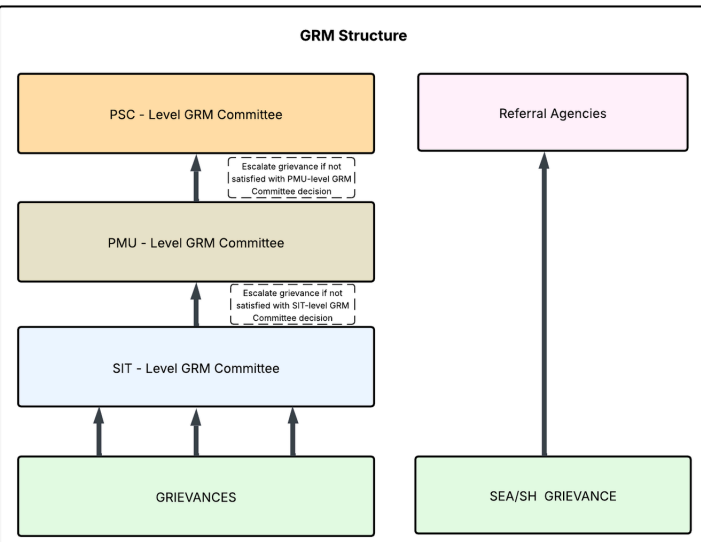 GRM Structure
PSC - Level GRM Committee
Referral Agencies
Escalate grievance if not
satisfied with PMU-level GRM
Committee decision
PMU - Level GRM Committee
Escalate grievance if not
satisfied with SIT-level GRM
Committee decision
SIT - Level GRM Committee
GRIEVANCES
SEA/SH GRIEVANCE